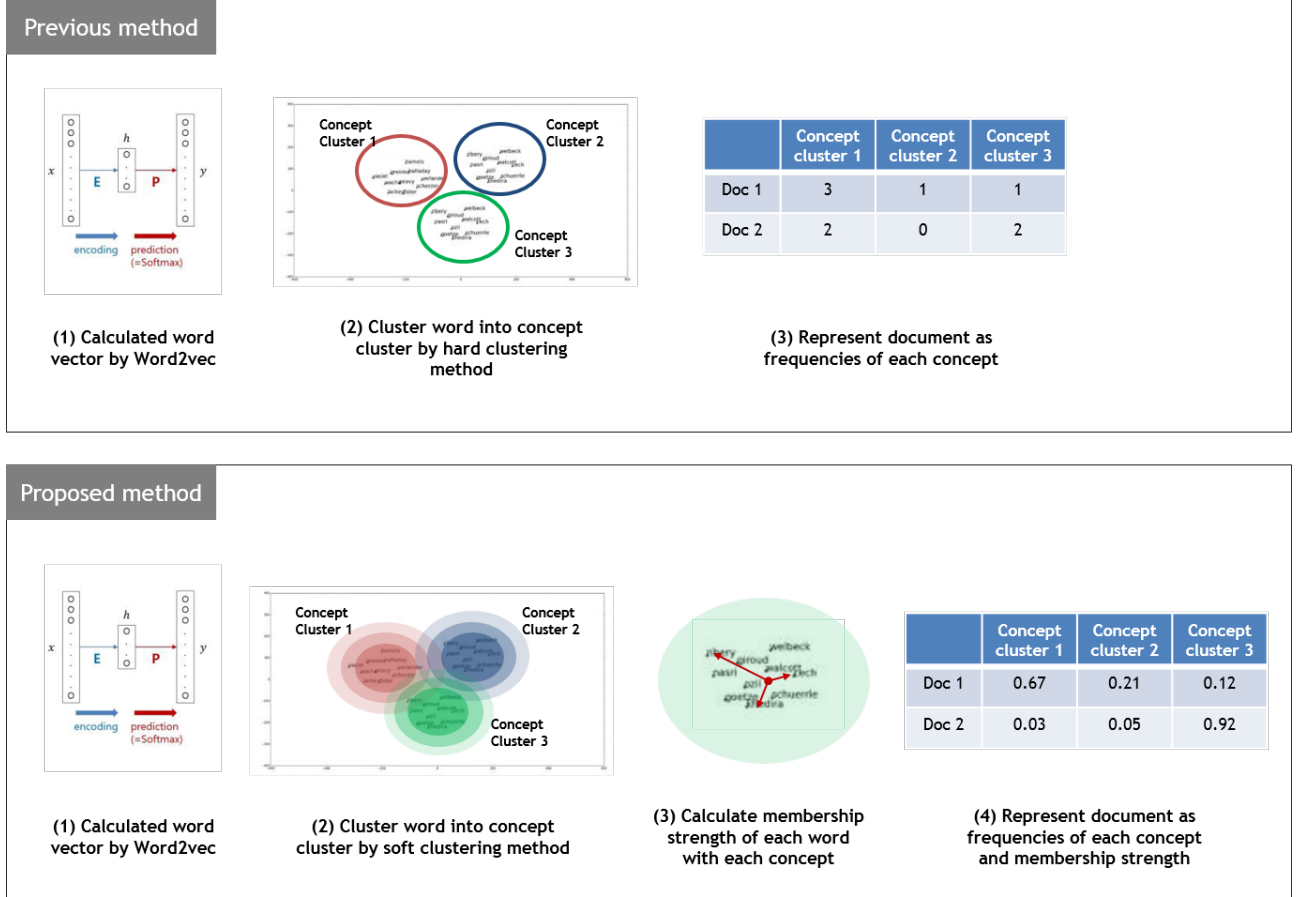 Previous method
h
x
y
E
P
encoding
prediction
(=Softmax)
(1) Calculated word
vector by Word2vec
Concept
Cluster 1
Concept
Cluster 2
Concept
Cluster 3
(2) Cluster word into concept
cluster by hard clustering
method
Concept cluster 1 Concept cluster 2 Concept cluster 3
Doc 1 3 1 1
Doc 2 2 0 2
(3) Represent document as
frequencies of each concept
Proposed method
h
x
y
E
P
encoding
prediction
(=Softmax)
(1) Calculated word
vector by Word2vec
Concept
Cluster 1
Concept
Cluster 2
Concept
Cluster 3
(2) Cluster word into concept
cluster by soft clustering method
welbeck
giroud
walcott
(3) Calculate membership
strength of each word
with each concept
Concept cluster 1 Concept cluster 2 Concept cluster 3
Doc 1 0.67 0.21 0.12
Doc 2 0.03 0.05 0.92
(4) Represent document as
frequencies of each concept
and membership strength